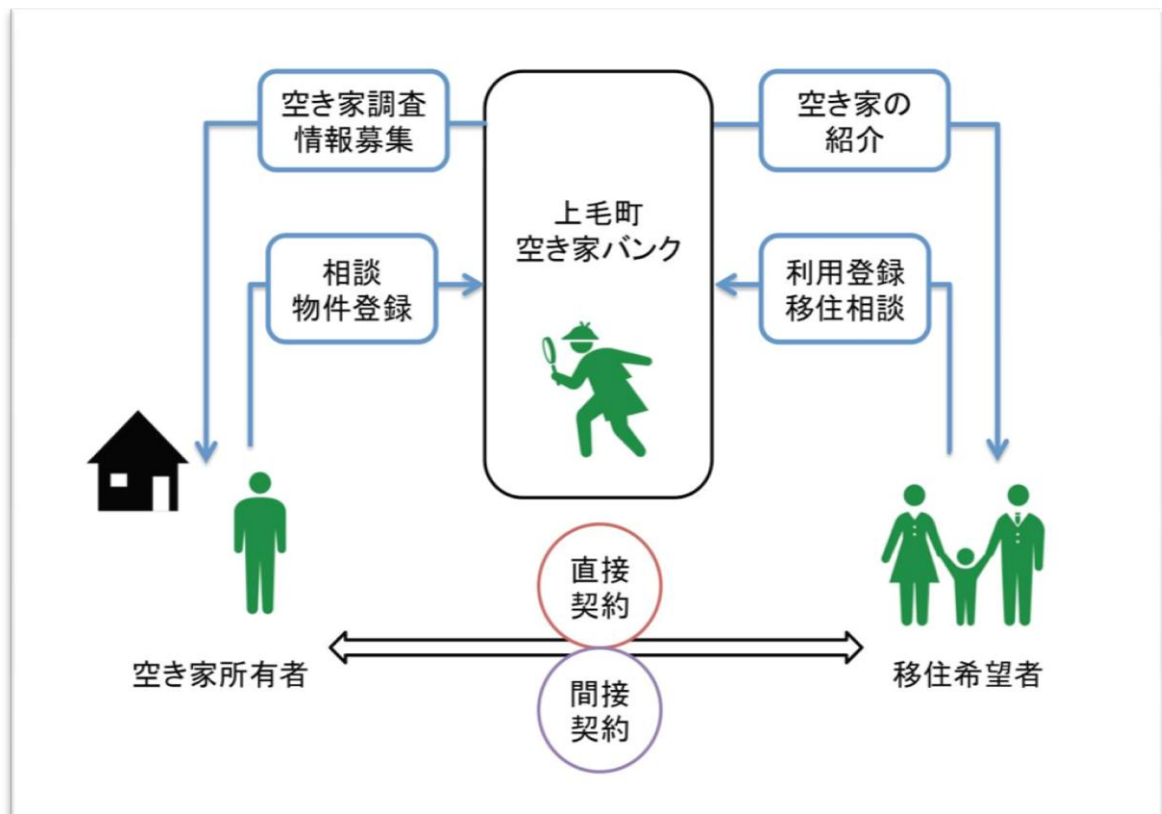 空き家調査
情報募集
空き家の
紹介
上毛町
空き家バンク
相談
物件登録
利用登録
移住相談
直接
契約
空き家所有者
移住希望者
間接
契約